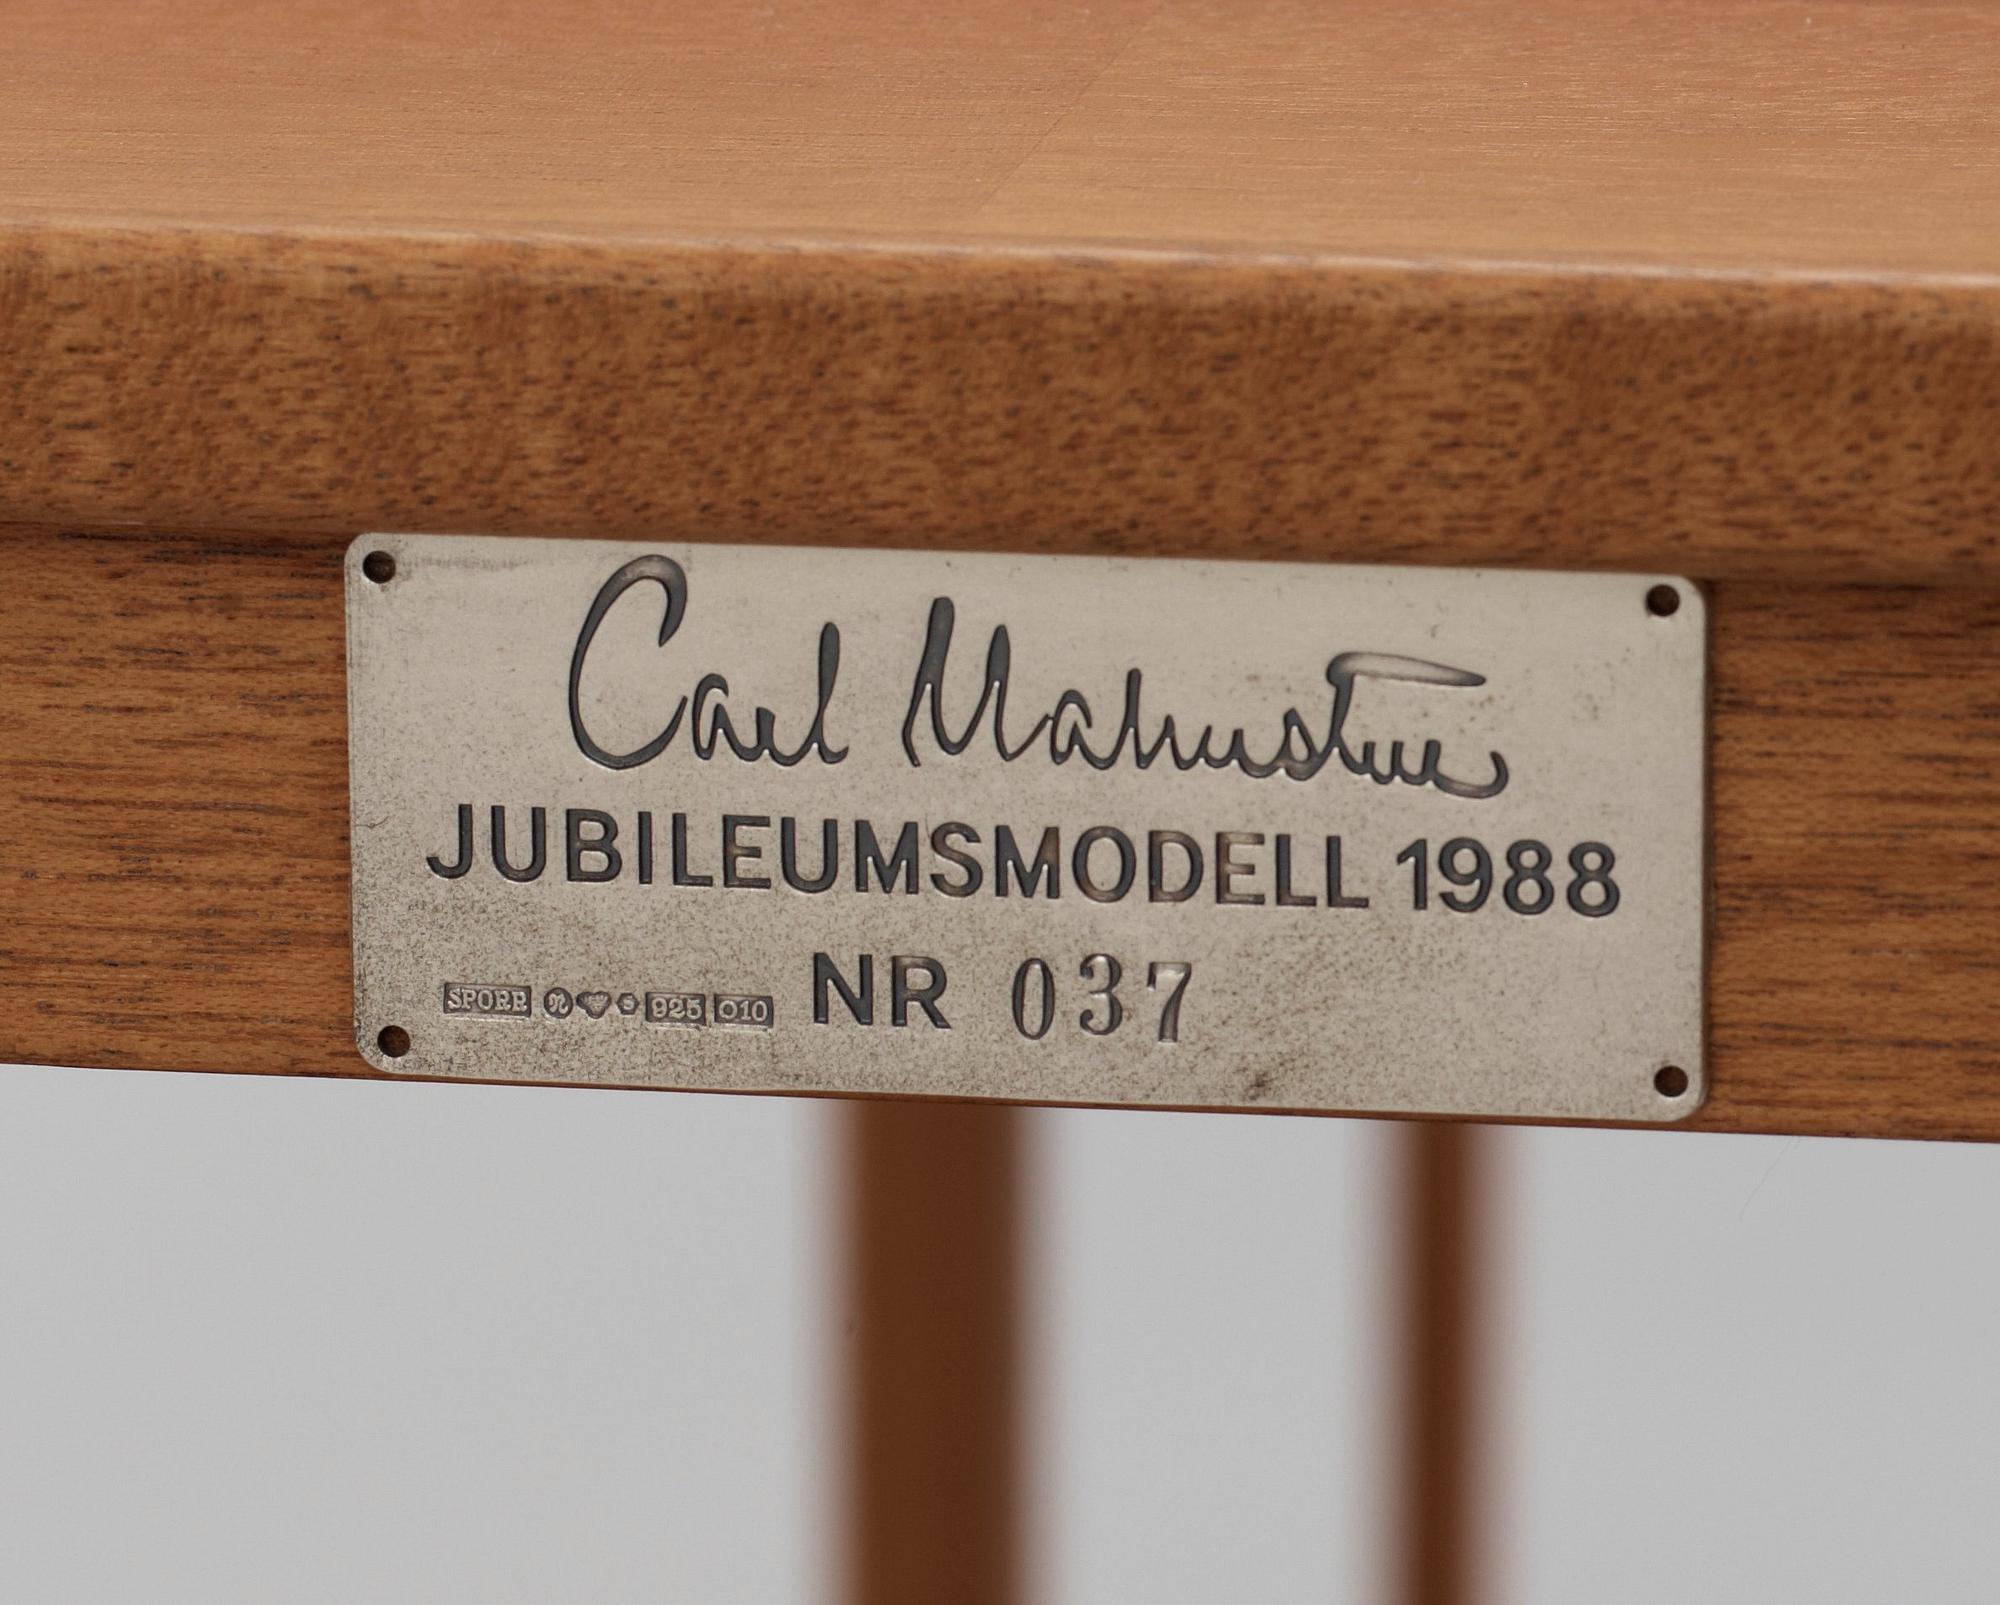 Carl Malmsten
JUBILEUMSMODELL 1988
NR 037
SPORR S 925 O10